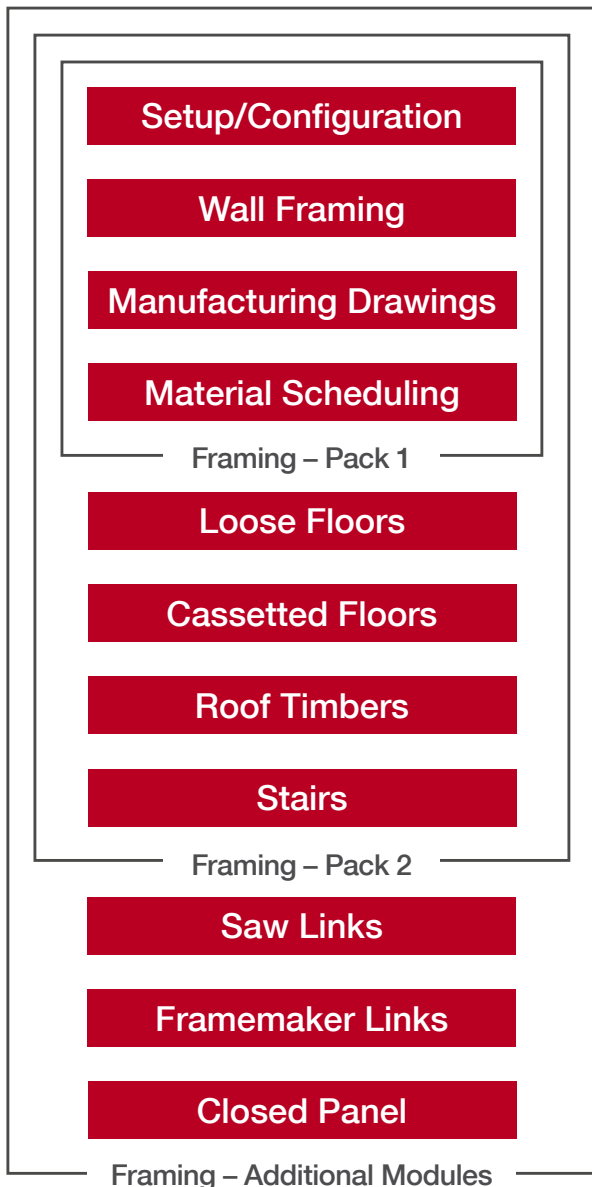 Setup/Configuration
Wall Framing
Manufacturing Drawings
Material Scheduling
Framing – Pack 1
Loose Floors
Cassetted Floors
Roof Timbers
Stairs
Framing – Pack 2
Saw Links
Framemaker Links
Closed Panel
Framing – Additional Modules